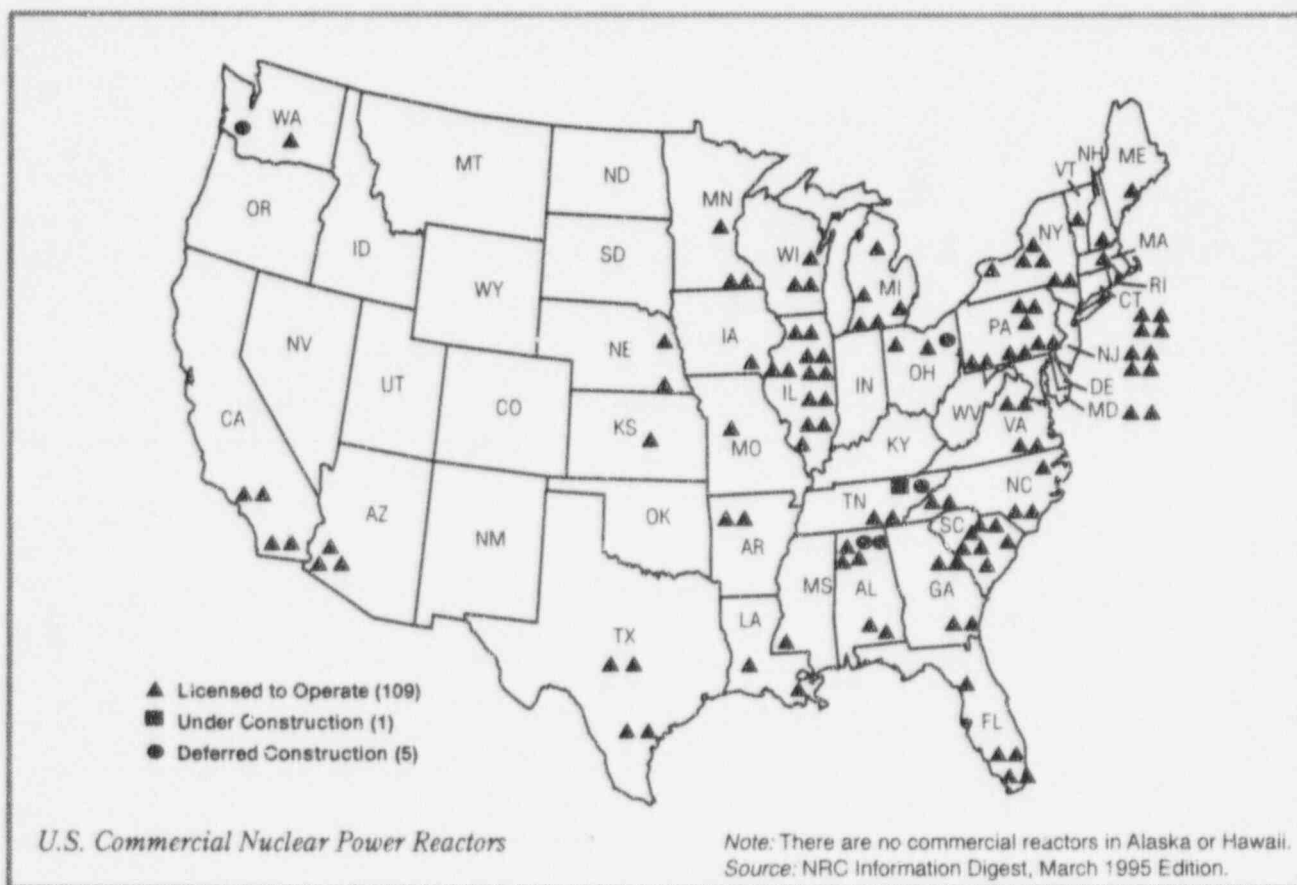 WA
MT
ND
MN
VT
NH
ME
OR
ID
SD
WI
NY
MA
WY
MI
RI
CT
NV
UT
NE
IA
PA
NJ
CO
IL
IN
OH
DE
CA
KS
MO
WV
MD
KY
VA
AZ
NM
OK
TN
NC
AR
SC
MS
AL
GA
TX
LA
FL
▲ Licensed to Operate (109)
■ Under Construction (1)
● Deferred Construction (5)
U.S. Commercial Nuclear Power Reactors
Note: There are no commercial reactors in Alaska or Hawaii.
Source: NRC Information Digest, March 1995 Edition.